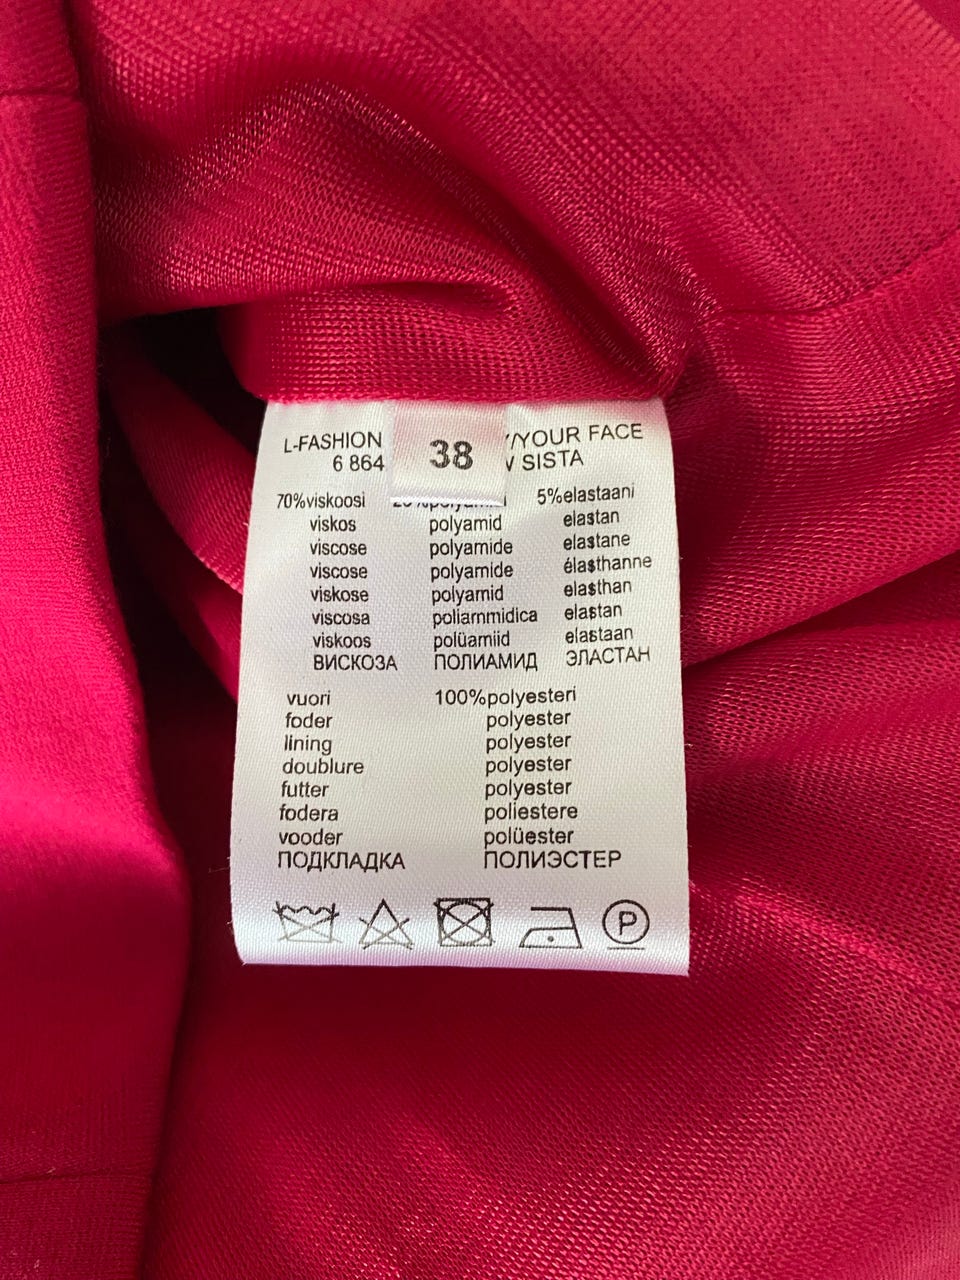 L-FASHION 38 YOUR FACE
6 864 SISTA
70%viskoosi 5%elastaani
viskos polyamid elastan
viscose polyamide elastane
viscose polyamide élasthanne
viskose polyamid elasthan
viscosa poliammidica elastan
viskoos polüamiid elastaan
ВИСКОЗА ПОЛИАМИД ЭЛАСТАН
vuori 100%polyesteri
foder polyester
lining polyester
doublure polyester
futter polyester
fodera poliestere
vooder polüester
ПОДКЛАДКА ПОЛИЭСТЕР
P